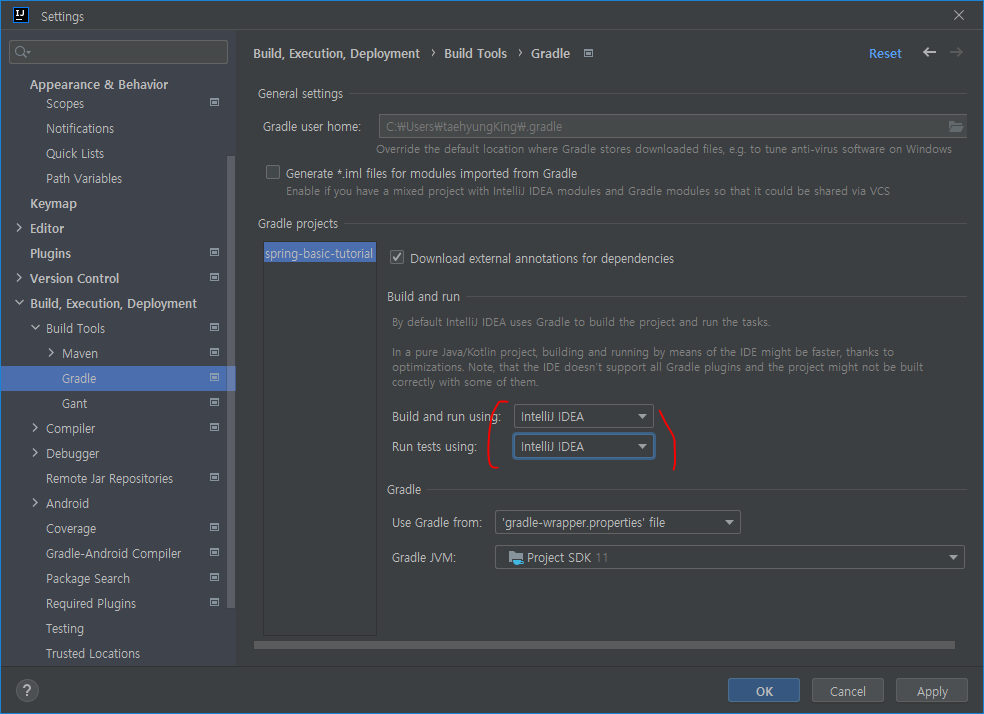 Settings
Build, Execution, Deployment › Build Tools › Gradle
Reset
Appearance & Behavior
Scopes
Notifications
Quick Lists
Path Variables
Keymap
Editor
Plugins
Version Control
Build, Execution, Deployment
Build Tools
Maven
Gradle
Gant
Compiler
Debugger
Remote Jar Repositories
Android
Coverage
Gradle-Android Compiler
Package Search
Required Plugins
Testing
Trusted Locations
General settings
Gradle user home: C:₩Users₩taehyungKing₩.gradle
Override the default location where Gradle stores downloaded files, e.g. to tune anti-virus software on Windows
Generate *.iml files for modules imported from Gradle
Enable if you have a mixed project with IntelliJ IDEA modules and Gradle modules so that it could be shared via VCS
Gradle projects
spring-basic-tutorial
Download external annotations for dependencies
Build and run
By default IntelliJ IDEA uses Gradle to build the project and run the tasks.
In a pure Java/Kotlin project, building and running by means of the IDE might be faster, thanks to
optimizations. Note, that the IDE doesn't support all Gradle plugins and the project might not be built
correctly with some of them.
Build and run using: IntelliJ IDEA
Run tests using: IntelliJ IDEA
Gradle
Use Gradle from: 'gradle-wrapper.properties' file
Gradle JVM: Project SDK 11
?
OK
Cancel
Apply